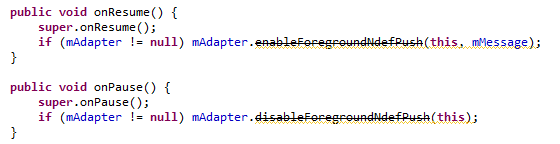 public void onResume() {
    super.onResume();
    if (mAdapter != null) mAdapter.enableForegroundNdefPush(this, mMessage);
}

public void onPause() {
    super.onPause();
    if (mAdapter != null) mAdapter.disableForegroundNdefPush(this);
}